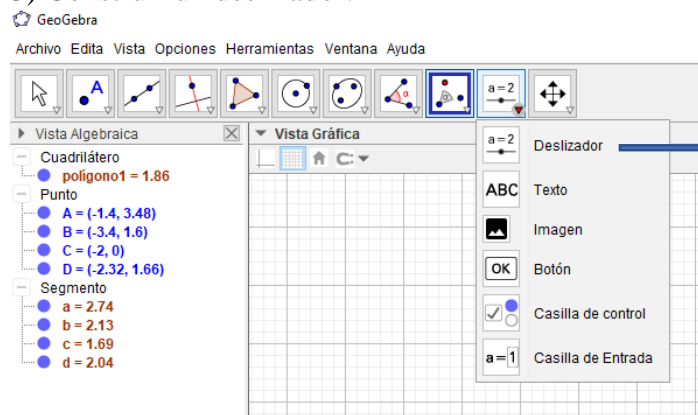 GeoGebra
Archivo Edita Vista Opciones Herramientas Ventana Ayuda
A
a=2
Vista Algebraica
Vista Gráfica
Cuadrilátero
polígono1 = 1.86
Punto
A = (-1.4, 3.48)
B = (-3.4, 1.6)
C = (-2, 0)
D = (-2.32, 1.66)
Segmento
a = 2.74
b = 2.13
c = 1.69
d = 2.04
a=2 Deslizador
ABC Texto
Imagen
OK Botón
Casilla de control
a=1 Casilla de Entrada